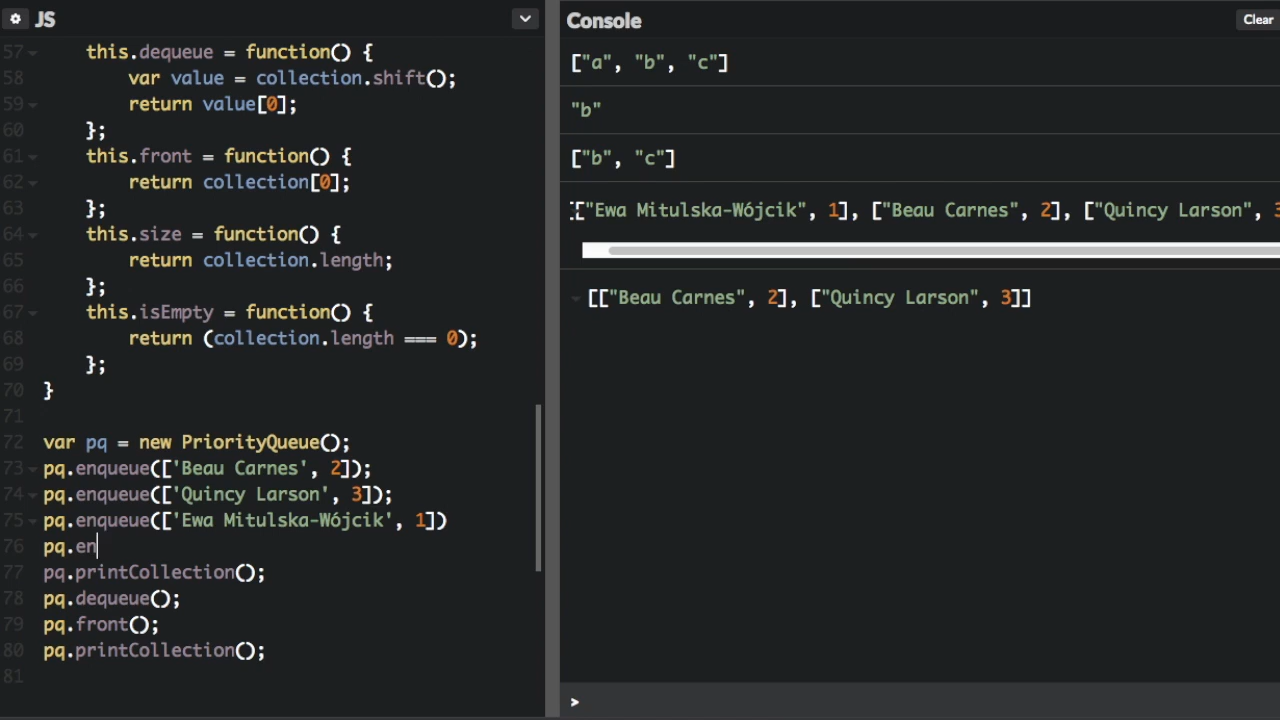 JS
57 this.dequeue = function() {
58 var value = collection.shift();
59 return value[0];
60 };
61 this.front = function() {
62 return collection[0];
63 };
64 this.size = function() {
65 return collection.length;
66 };
67 this.isEmpty = function() {
68 return (collection.length === 0);
69 };
70 }
71
72 var pq = new PriorityQueue();
73 pq.enqueue(['Beau Carnes', 2]);
74 pq.enqueue(['Quincy Larson', 3]);
75 pq.enqueue(['Ewa Mitulska-Wójcik', 1])
76 pq.en
77 pq.printCollection();
78 pq.dequeue();
79 pq.front();
80 pq.printCollection();
81
Console
Clear
["a", "b", "c"]
"b"
["b", "c"]
[["Ewa Mitulska-Wójcik", 1], ["Beau Carnes", 2], ["Quincy Larson", 3
[["Beau Carnes", 2], ["Quincy Larson", 3]]
>